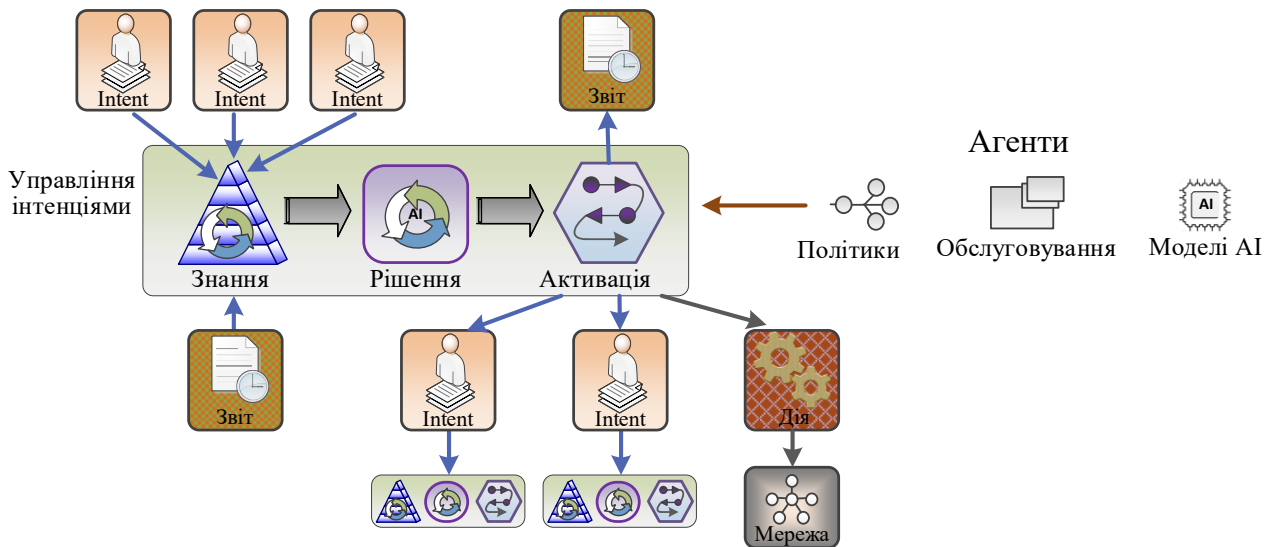 Intent
Intent
Intent
Звіт
Агенти
Управління
інтенціями
AI
AI
Знання
Рішення
Активація
Політики
Обслуговування
Моделі АІ
Звіт
Intent
Intent
Дія
Мережа